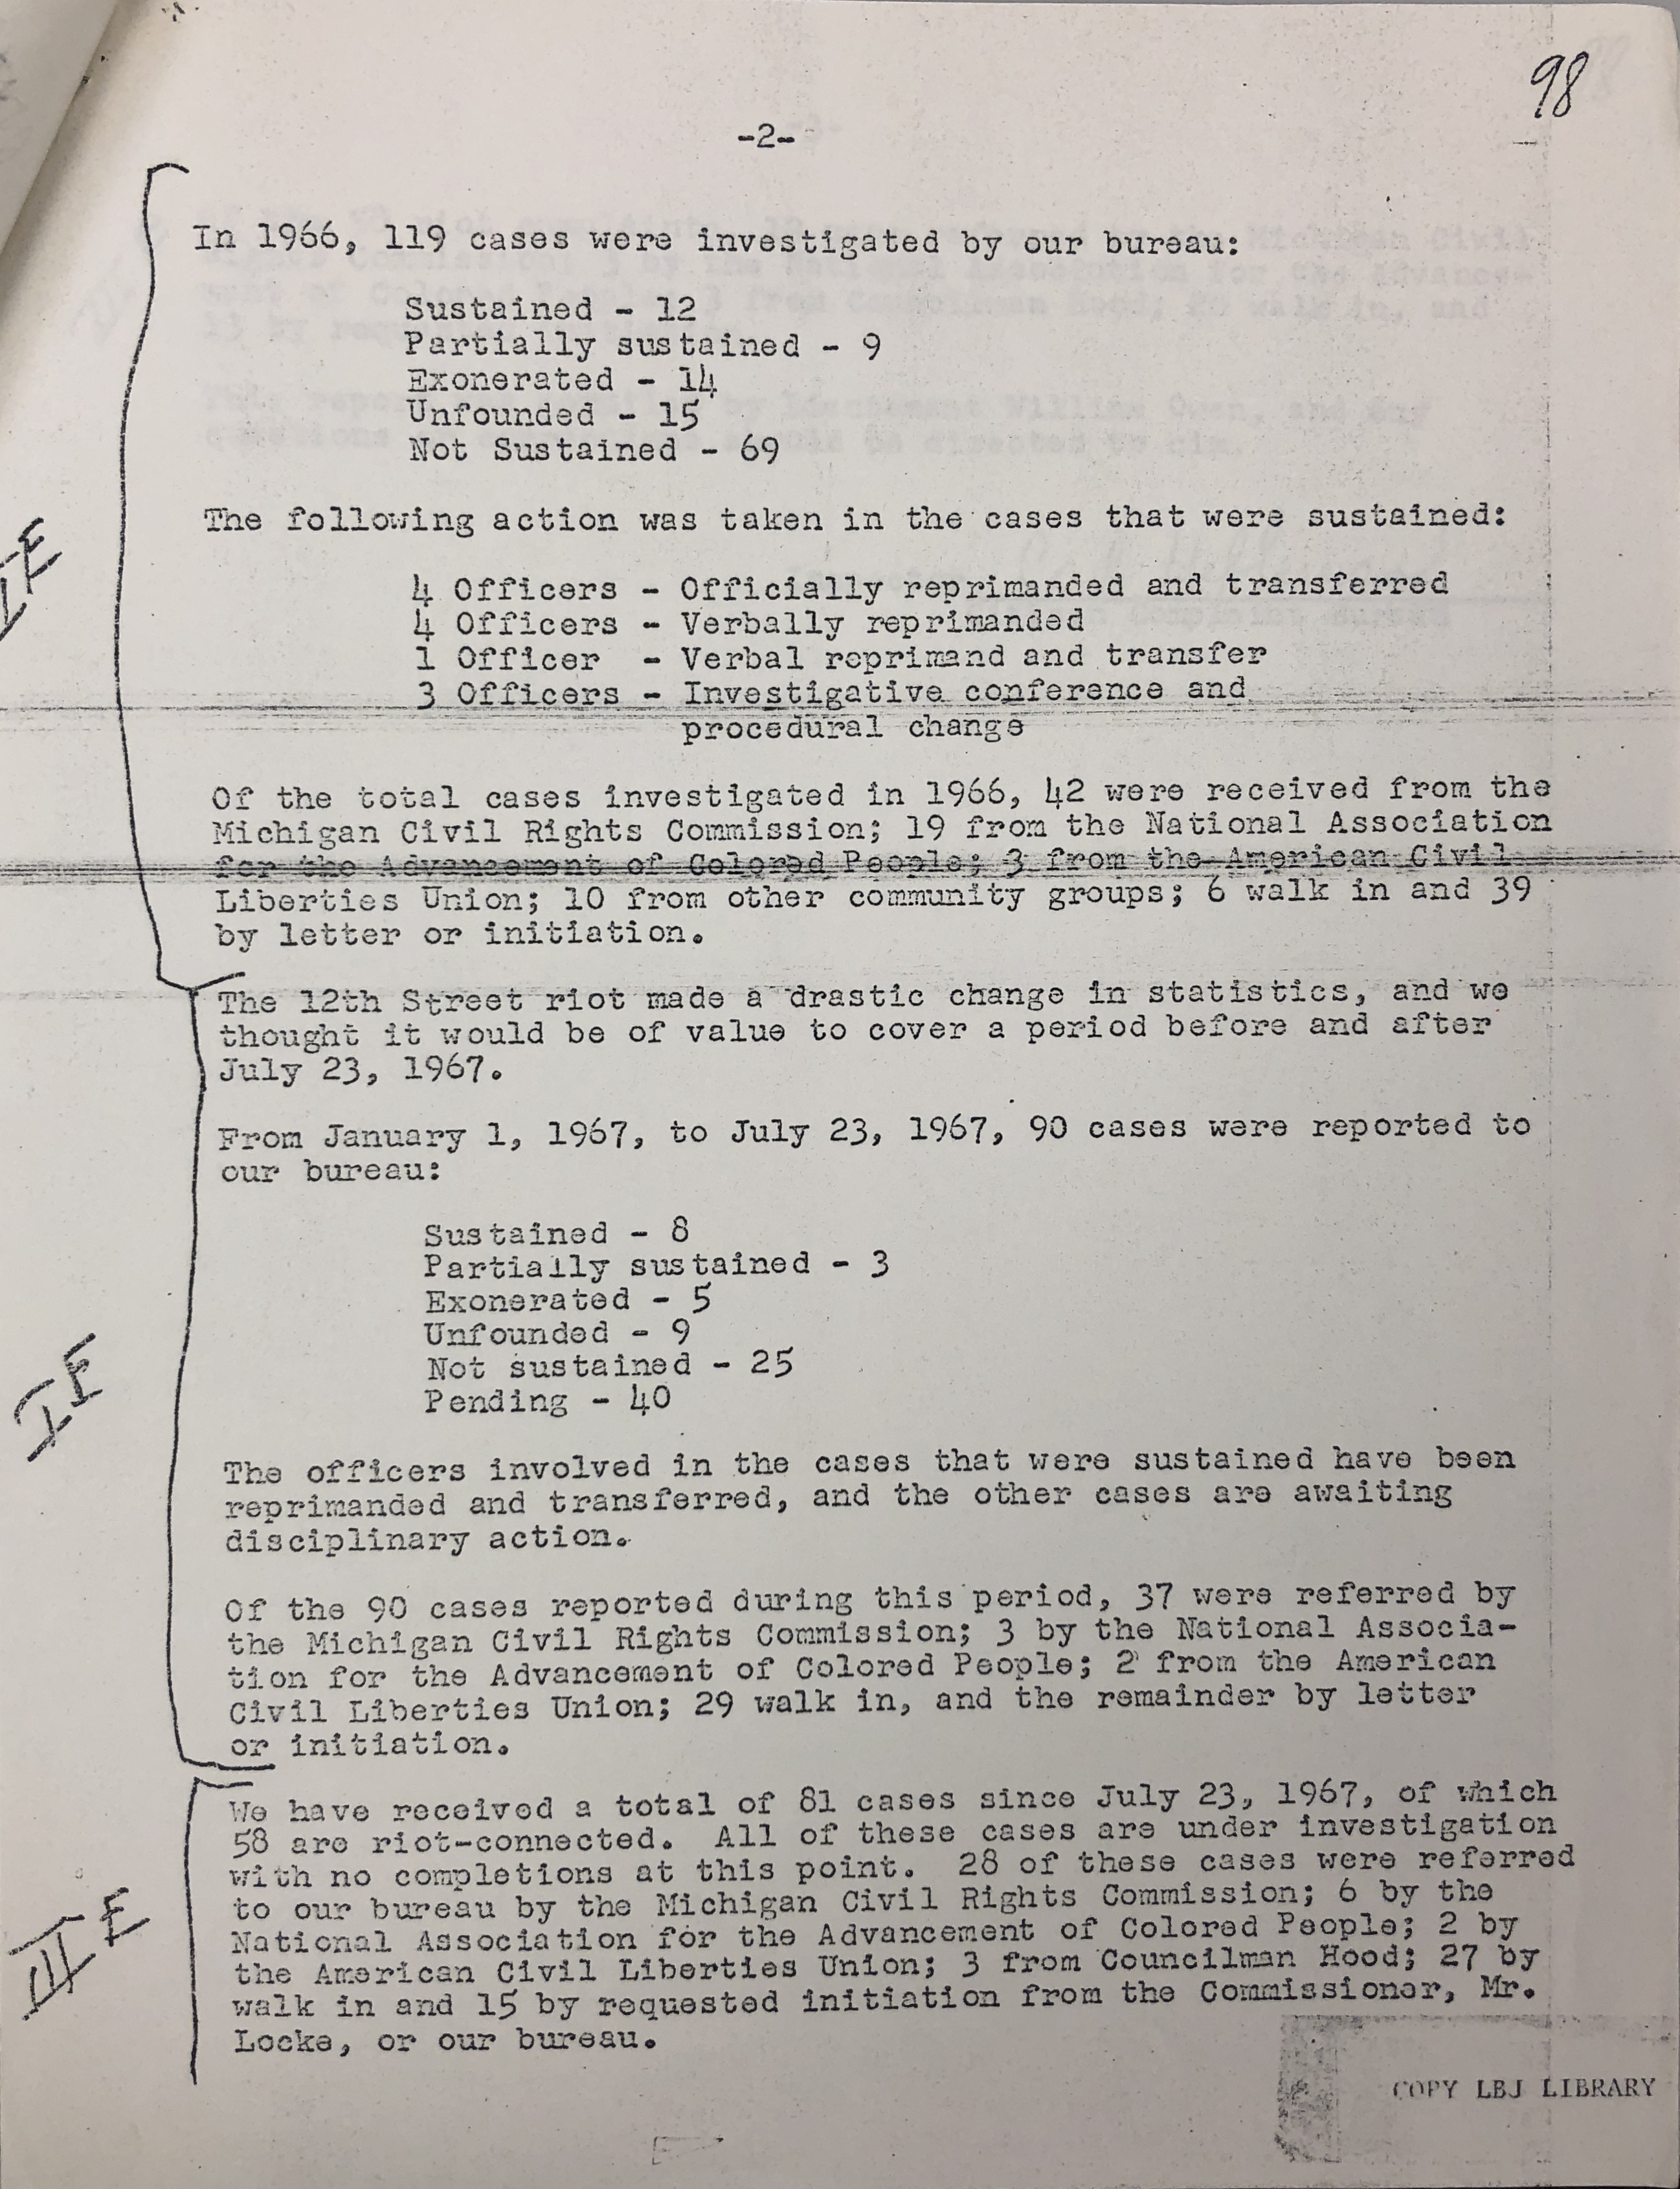 98
-2-
In 1966, 119 cases were investigated by our bureau:
Sustained - 12
Partially sustained - 9
Exonerated - 14
Unfounded - 15
Not Sustained - 69
The following action was taken in the cases that were sustained:
4 Officers - Officially reprimanded and transferred
4 Officers - Verbally reprimanded
1 Officer - Verbal reprimand and transfer
3 Officers - Investigative conference and
procedural change
Of the total cases investigated in 1966, 42 were received from the
Michigan Civil Rights Commission; 19 from the National Association
for the Advancement of Colored People; 3 from the American Civil
Liberties Union; 10 from other community groups; 6 walk in and 39
by letter or initiation.
The 12th Street riot made a drastic change in statistics, and we
thought it would be of value to cover a period before and after
July 23, 1967.
From January 1, 1967, to July 23, 1967, 90 cases were reported to
our bureau:
Sustained - 8
Partially sustained - 3
Exonerated - 5
Unfounded - 9
Not sustained - 25
Pending - 40
IE
The officers involved in the cases that were sustained have been
reprimanded and transferred, and the other cases are awaiting
disciplinary action.
Of the 90 cases reported during this period, 37 were referred by
the Michigan Civil Rights Commission; 3 by the National Associa-
tion for the Advancement of Colored People; 2 from the American
Civil Liberties Union; 29 walk in, and the remainder by letter
or initiation.
We have received a total of 81 cases since July 23, 1967, of which
58 are riot-connected. All of these cases are under investigation
with no completions at this point. 28 of these cases were referred
to our bureau by the Michigan Civil Rights Commission; 6 by the
National Association for the Advancement of Colored People; 2 by
the American Civil Liberties Union; 3 from Councilman Hood; 27 by
walk in and 15 by requested initiation from the Commissioner, Mr.
Locke, or our bureau.
III E
COPY LBJ LIBRARY